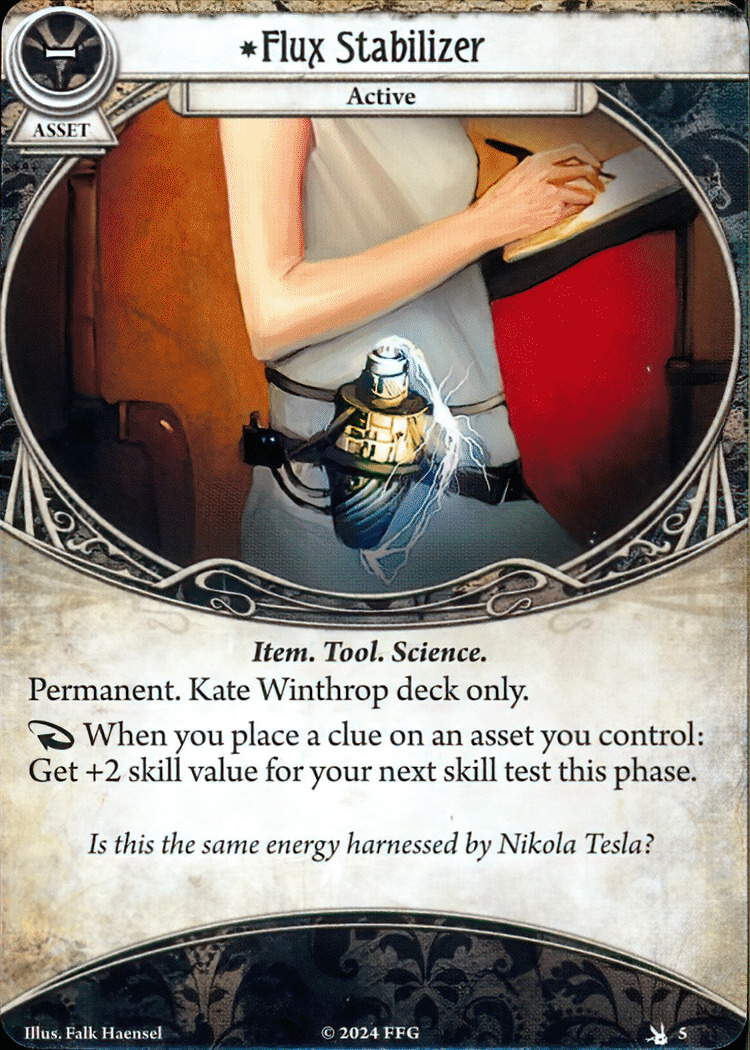 *Flux Stabilizer
Active
ASSET
Item. Tool. Science.
Permanent. Kate Winthrop deck only.
When you place a clue on an asset you control:
Get +2 skill value for your next skill test this phase.
Is this the same energy harnessed by Nikola Tesla?
Illus. Falk Haensel
© 2024 FFG
5